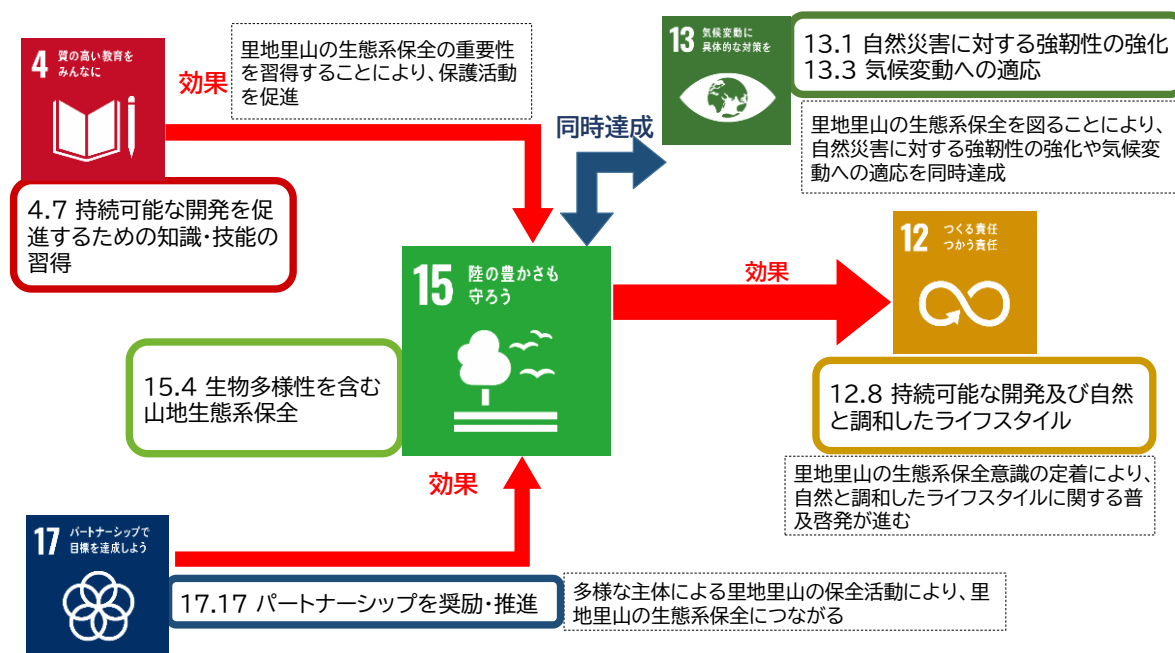 4 質の高い教育を
みんなに
効果
里地里山の生態系保全の重要性
を習得することにより、保護活動
を促進
4.7 持続可能な開発を促
進するための知識・技能の
習得
同時達成
13 気候変動に
具体的な対策を
13.1 自然災害に対する強靭性の強化
13.3 気候変動への適応
里地里山の生態系保全を図ることにより、
自然災害に対する強靭性の強化や気候変
動への適応を同時達成
15 陸の豊かさも
守ろう
15.4 生物多様性を含む
山地生態系保全
効果
12 つくる責任
つかう責任
12.8 持続可能な開発及び自然
と調和したライフスタイル
里地里山の生態系保全意識の定着により、
自然と調和したライフスタイルに関する普
及啓発が進む
効果
17 パートナーシップで
目標を達成しよう
17.17 パートナーシップを奨励・推進
多様な主体による里地里山の保全活動により、里
地里山の生態系保全につながる